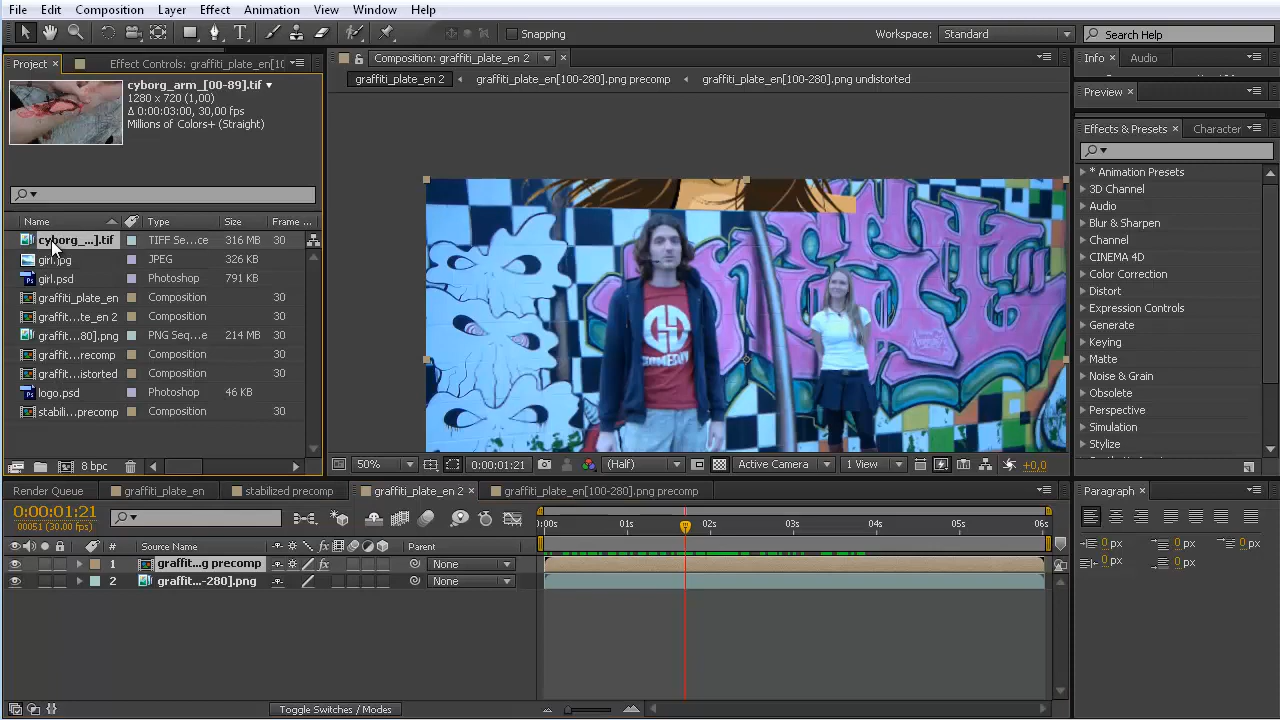 File Edit Composition Layer Effect Animation View Window Help
Snapping
Workspace: Standard
Search Help
Project × Effect Controls: graffiti_plate_en[10
cyborg_arm_[00-89].tif
1280 x 720 (1,00)
Δ 0:00:03:00, 30,00 fps
Millions of Colors+ (Straight)
Name Type Size Frame ...
cyborg_...].tif TIFF Se...ce 316 MB 30
girl.jpg JPEG 326 KB
girl.psd Photoshop 791 KB
graffiti_plate_en Composition 30
graffit...te_en 2 Composition 30
graffit...80].png PNG Seq...e 214 MB 30
graffit...recomp Composition 30
graffit...istorted Composition 30
logo.psd Photoshop 46 KB
stabili...precomp Composition 30
8 bpc
Composition: graffiti_plate_en 2
graffiti_plate_en 2 graffiti_plate_en[100-280].png precomp graffiti_plate_en[100-280].png undistorted
SOMEGUY
50% 0:00:01:21 (Half) Active Camera 1 View +0,0
Info × Audio
Preview ×
Effects & Presets × Character
* Animation Presets
3D Channel
Audio
Blur & Sharpen
Channel
CINEMA 4D
Color Correction
Distort
Expression Controls
Generate
Keying
Matte
Noise & Grain
Obsolete
Perspective
Simulation
Stylize
Render Queue graffiti_plate_en stabilized precomp graffiti_plate_en 2 × graffiti_plate_en[100-280].png precomp
0:00:01:21
00051 (30.00 fps)
:00s 01s 02s 03s 04s 05s 06s
# Source Name Parent
1 graffit...g precomp fx None
2 graffit...-280].png None
Toggle Switches / Modes
Paragraph ×
0 px 0 px 0 px
0 px 0 px